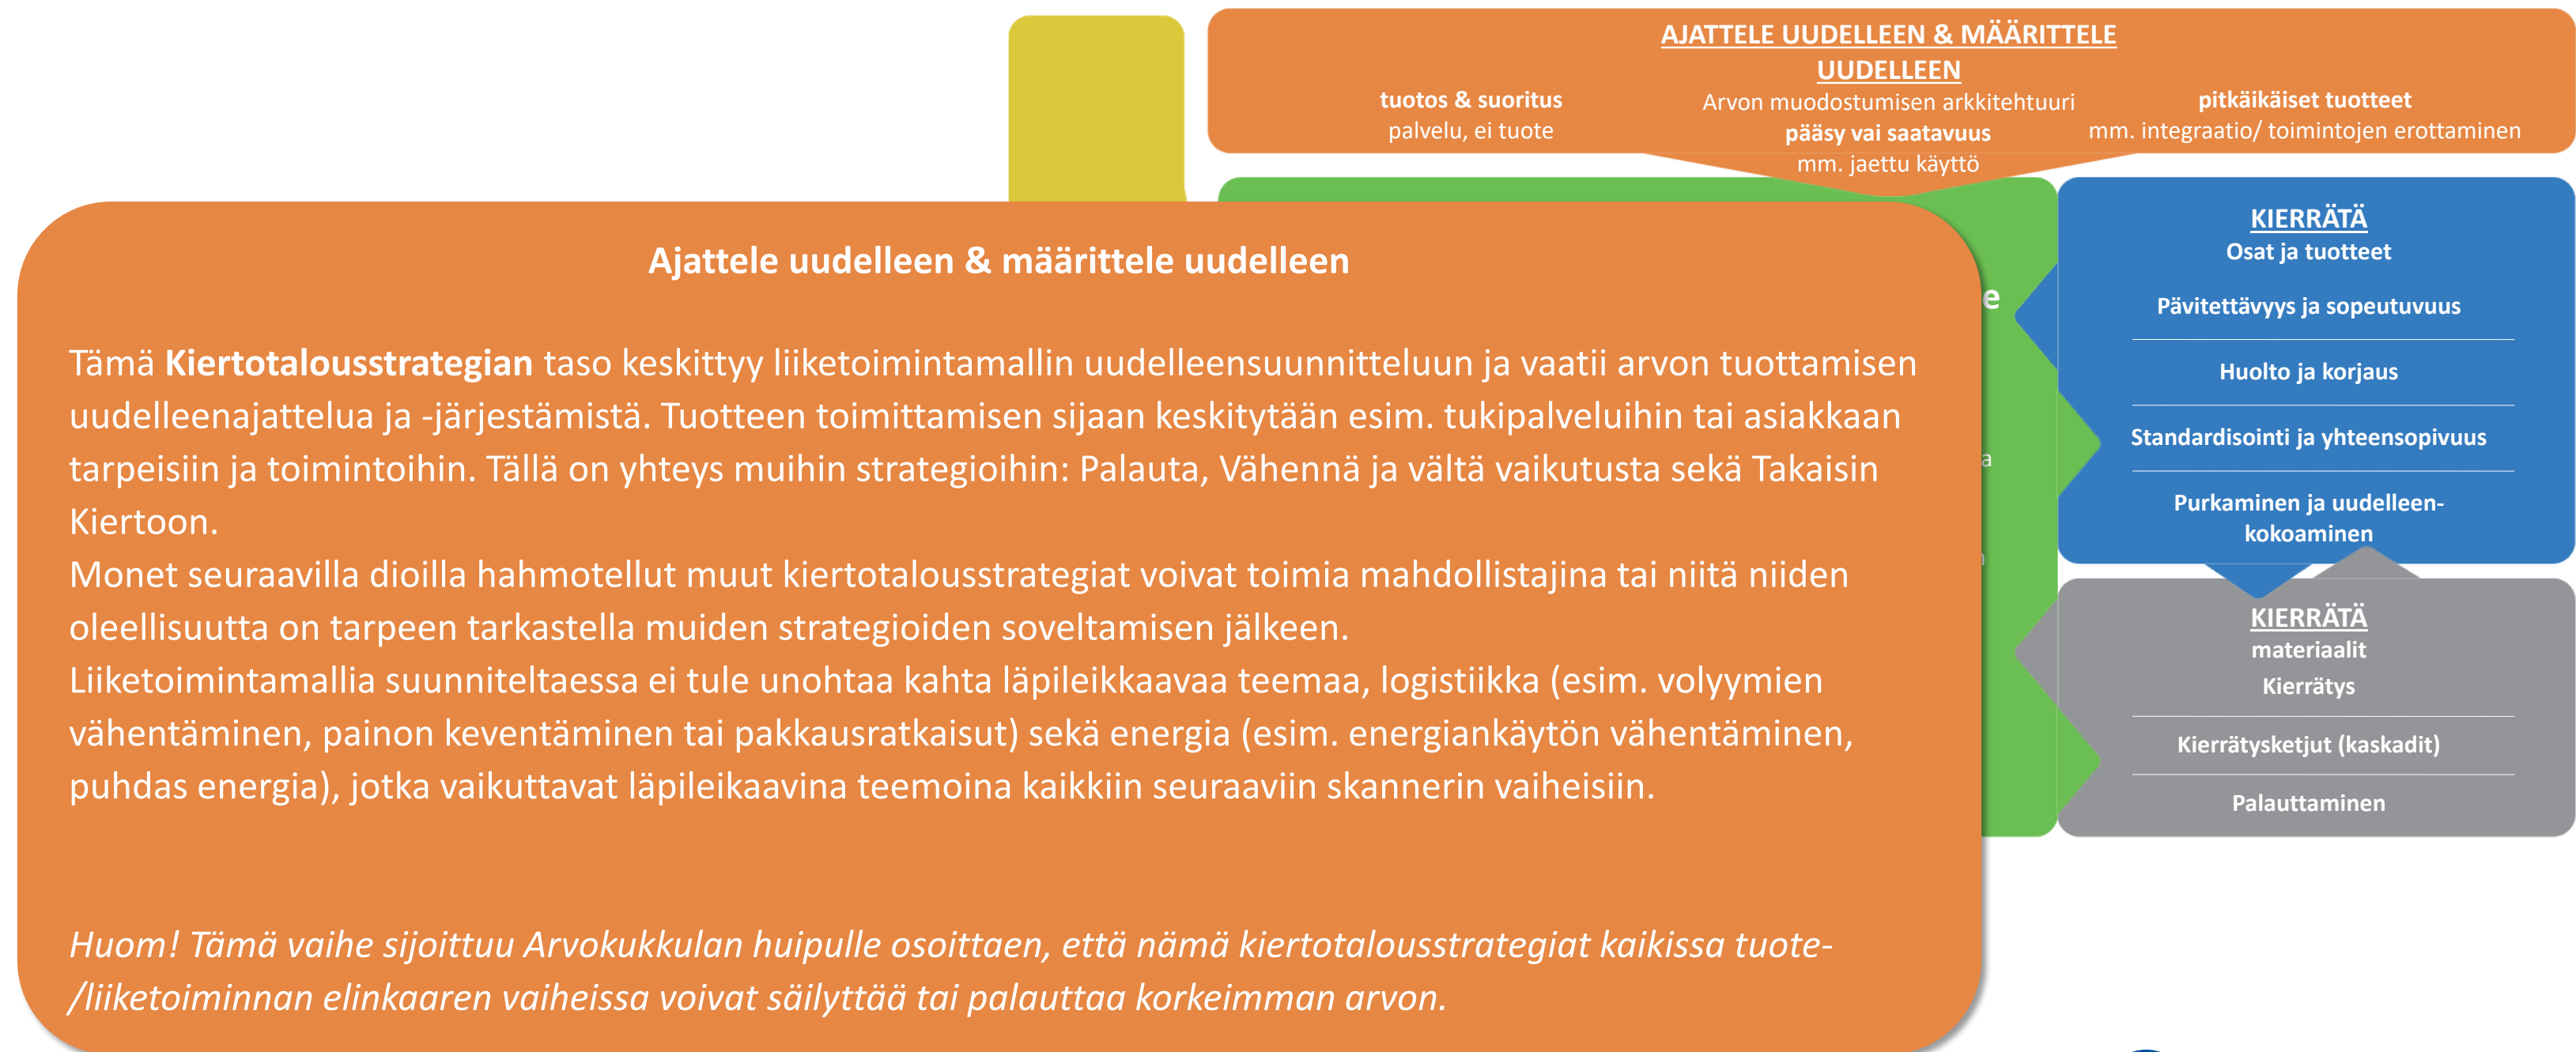 AJATTELE UUDELLEEN & MÄÄRITTELE
UUDELLEEN
tuotos & suoritus
palvelu, ei tuote
Arvon muodostumisen arkkitehtuuri
pääsy vai saatavuus
mm. jaettu käyttö
pitkäikäiset tuotteet
mm. integraatio/ toimintojen erottaminen
Ajattele uudelleen & määrittele uudelleen
Tämä Kiertotalousstrategian taso keskittyy liiketoimintamallin uudelleensuunnitteluun ja vaatii arvon tuottamisen
uudelleenajattelua ja -järjestämistä. Tuotteen toimittamisen sijaan keskitytään esim. tukipalveluihin tai asiakkaan
tarpeisiin ja toimintoihin. Tällä on yhteys muihin strategioihin: Palauta, Vähennä ja vältä vaikutusta sekä Takaisin
Kiertoon.
Monet seuraavilla dioilla hahmotellut muut kiertotalousstrategiat voivat toimia mahdollistajina tai niitä niiden
oleellisuutta on tarpeen tarkastella muiden strategioiden soveltamisen jälkeen.
Liiketoimintamallia suunniteltaessa ei tule unohtaa kahta läpileikkaavaa teemaa, logistiikka (esim. volyymien
vähentäminen, painon keventäminen tai pakkausratkaisut) sekä energia (esim. energiankäytön vähentäminen,
puhdas energia), jotka vaikuttavat läpileikaavina teemoina kaikkiin seuraaviin skannerin vaiheisiin.
Huom! Tämä vaihe sijoittuu Arvokukkulan huipulle osoittaen, että nämä kiertotalousstrategiat kaikissa tuote-
/liiketoiminnan elinkaaren vaiheissa voivat säilyttää tai palauttaa korkeimman arvon.
e
a
KIERRÄTÄ
Osat ja tuotteet
Pävitettävyys ja sopeutuvuus
Huolto ja korjaus
Standardisointi ja yhteensopivuus
Purkaminen ja uudelleen-
kokoaminen
KIERRÄTÄ
materiaalit
Kierrätys
Kierrätysketjut (kaskadit)
Palauttaminen